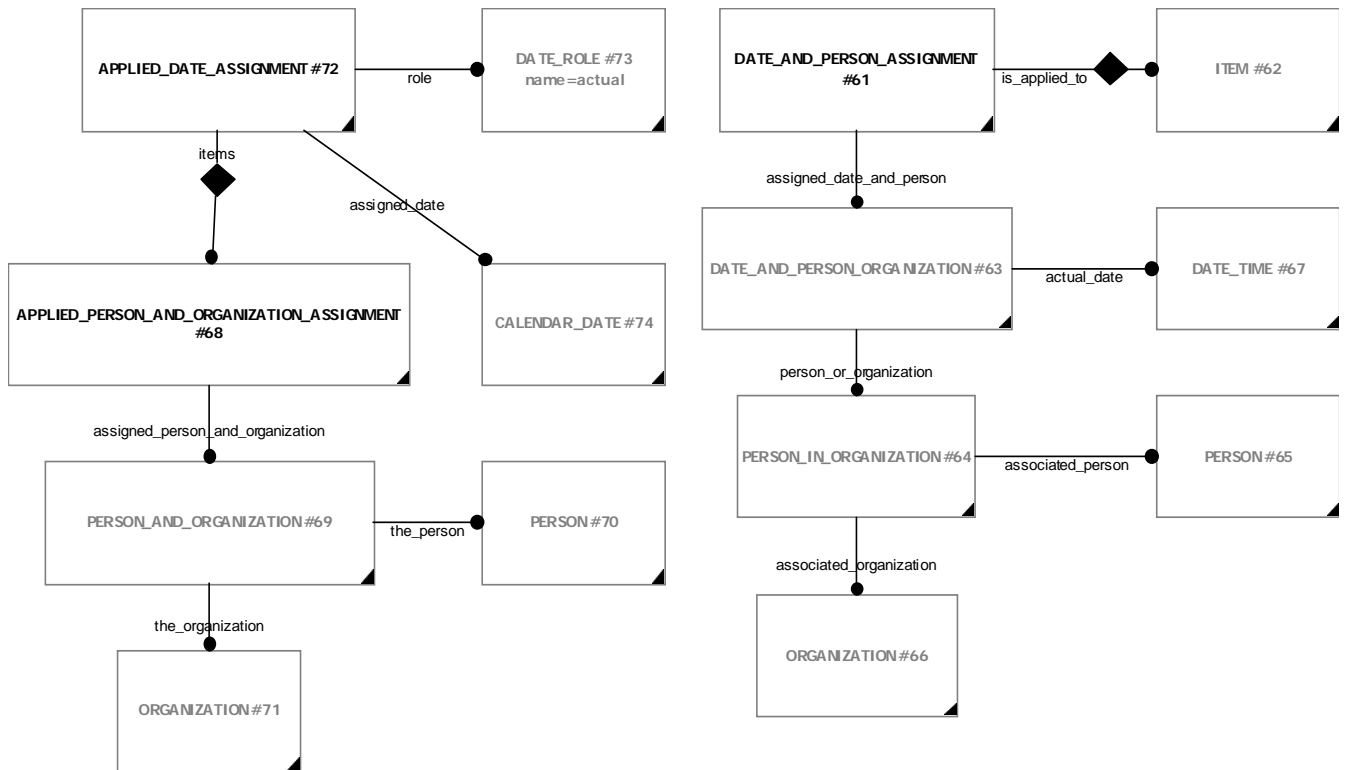 APPLIED_DATE_ASSIGNMENT #72
role
DATE_ROLE #73
name=actual
items
assigned_date
APPLIED_PERSON_AND_ORGANIZATION_ASSIGNMENT
#68
CALENDAR_DATE #74
assigned_person_and_organization
PERSON_AND_ORGANIZATION #69
the_person
PERSON #70
the_organization
ORGANIZATION #71
DATE_AND_PERSON_ASSIGNMENT
#61
is_applied_to
ITEM #62
assigned_date_and_person
DATE_AND_PERSON_ORGANIZATION #63
actual_date
DATE_TIME #67
person_or_organization
PERSON_IN_ORGANIZATION #64
associated_person
PERSON #65
associated_organization
ORGANIZATION #66